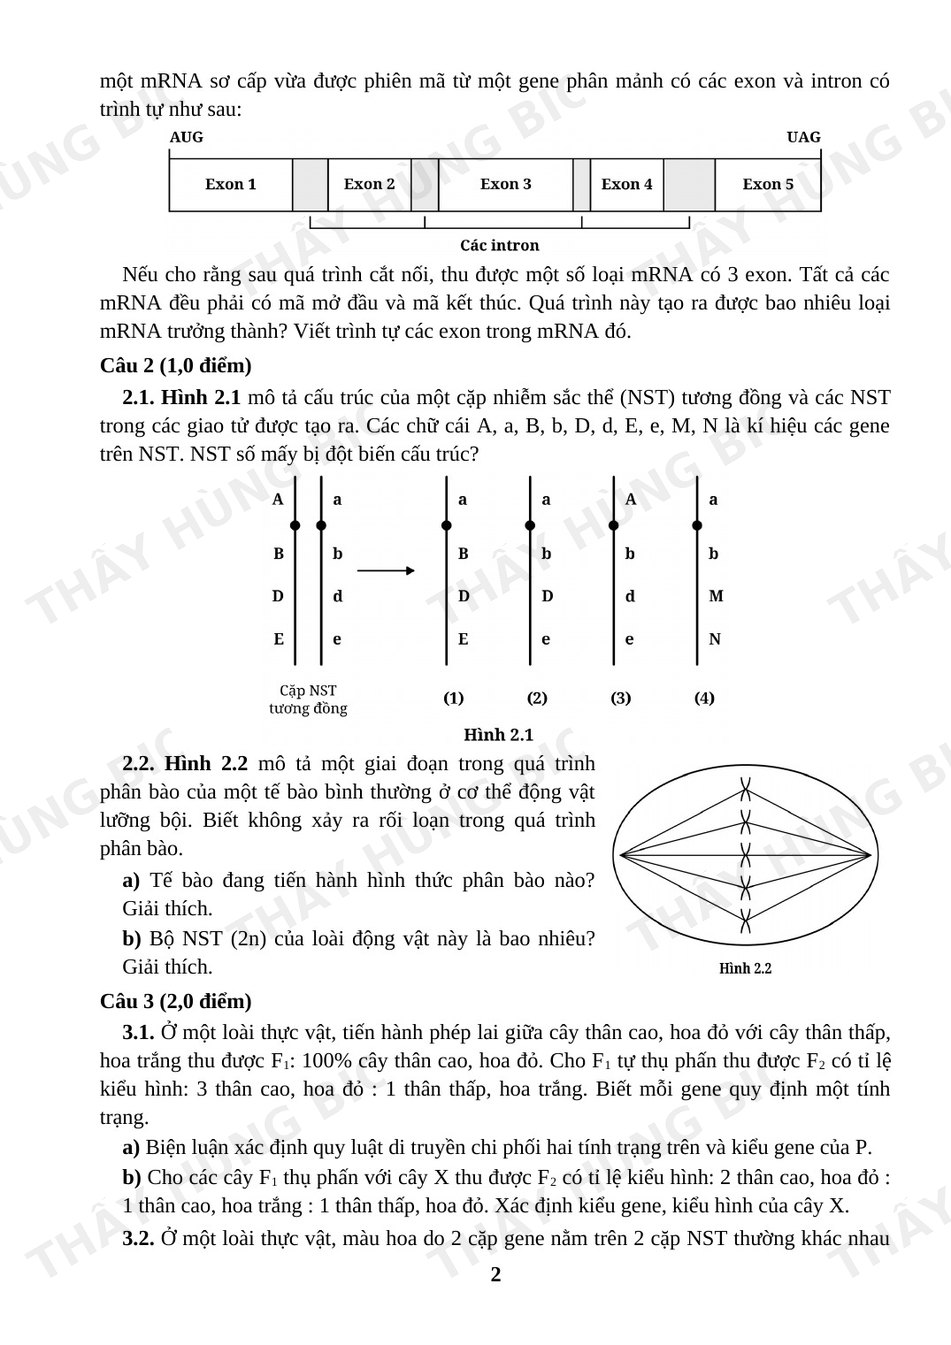 một mRNA sơ cấp vừa được phiên mã từ một gene phân mảnh có các exon và intron có
trình tự như sau:
AUG UAG
Exon 1 Exon 2 Exon 3 Exon 4 Exon 5
Các intron
Nếu cho rằng sau quá trình cắt nối, thu được một số loại mRNA có 3 exon. Tất cả các
mRNA đều phải có mã mở đầu và mã kết thúc. Quá trình này tạo ra được bao nhiêu loại
mRNA trưởng thành? Viết trình tự các exon trong mRNA đó.
Câu 2 (1,0 điểm)
2.1. Hình 2.1 mô tả cấu trúc của một cặp nhiễm sắc thể (NST) tương đồng và các NST
trong các giao tử được tạo ra. Các chữ cái A, a, B, b, D, d, E, e, M, N là kí hiệu các gene
trên NST. NST số mấy bị đột biến cấu trúc?
A a a a A a
B b B b b b
D d D D d M
E e E e e N
Cặp NST
tương đồng
(1) (2) (3) (4)
Hình 2.1
2.2. Hình 2.2 mô tả một giai đoạn trong quá trình
phân bào của một tế bào bình thường ở cơ thể động vật
lưỡng bội. Biết không xảy ra rối loạn trong quá trình
phân bào.
a) Tế bào đang tiến hành hình thức phân bào nào?
Giải thích.
b) Bộ NST (2n) của loài động vật này là bao nhiêu?
Giải thích.
Hình 2.2
Câu 3 (2,0 điểm)
3.1. Ở một loài thực vật, tiến hành phép lai giữa cây thân cao, hoa đỏ với cây thân thấp,
hoa trắng thu được F₁: 100% cây thân cao, hoa đỏ. Cho F₁ tự thụ phấn thu được F₂ có tỉ lệ
kiểu hình: 3 thân cao, hoa đỏ : 1 thân thấp, hoa trắng. Biết mỗi gene quy định một tính
trạng.
a) Biện luận xác định quy luật di truyền chi phối hai tính trạng trên và kiểu gene của P.
b) Cho các cây F₁ thụ phấn với cây X thu được F₂ có tỉ lệ kiểu hình: 2 thân cao, hoa đỏ :
1 thân cao, hoa trắng : 1 thân thấp, hoa đỏ. Xác định kiểu gene, kiểu hình của cây X.
3.2. Ở một loài thực vật, màu hoa do 2 cặp gene nằm trên 2 cặp NST thường khác nhau
2
THẦY HÙNG BIC